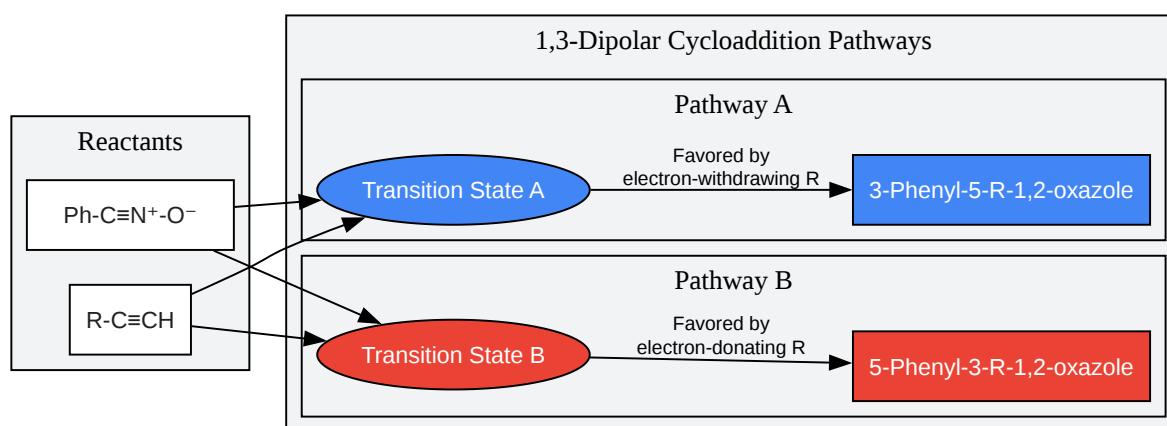 1,3-Dipolar Cycloaddition Pathways
Reactants
Ph-C≡N⁺-O⁻
R-C≡CH
Pathway A
Transition State A
Favored by
electron-withdrawing R
3-Phenyl-5-R-1,2-oxazole
Pathway B
Transition State B
Favored by
electron-donating R
5-Phenyl-3-R-1,2-oxazole